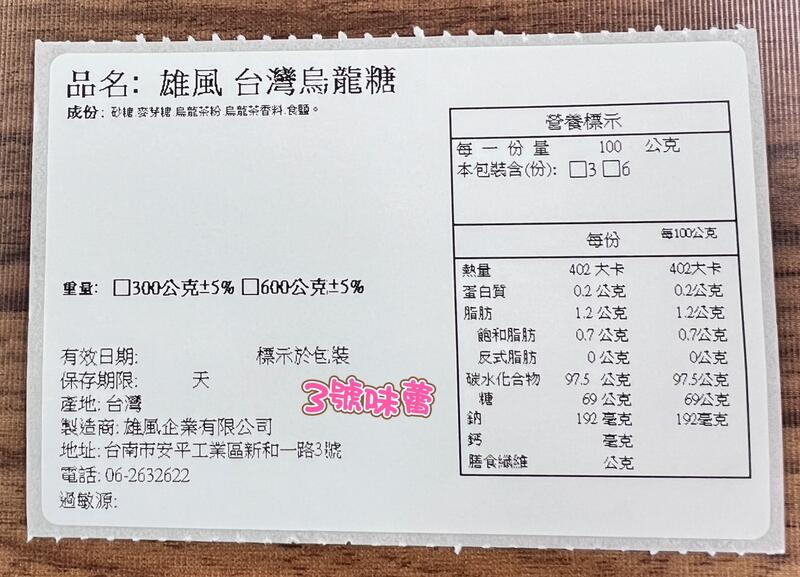 品名: 雄風 台灣烏龍糖
成份: 砂糖.麥芽糖.烏龍茶粉.烏龍茶香料.食鹽。
重量: □300公克±5% □600公克±5%
有效日期: 標示於包裝
保存期限: 天
產地: 台灣
製造商: 雄風企業有限公司
地址: 台南市安平工業區新和一路3號
電話: 06-2632622
過敏源:
3號味蕾
營養標示
每一份量 100 公克
本包裝含(份): □3 □6
每份 每100公克
熱量 402 大卡 402大卡
蛋白質 0.2 公克 0.2公克
脂肪 1.2 公克 1.2公克
飽和脂肪 0.7 公克 0.7公克
反式脂肪 0 公克 0公克
碳水化合物 97.5 公克 97.5公克
糖 69 公克 69公克
鈉 192 毫克 192毫克
鈣 毫克
膳食纖維 公克